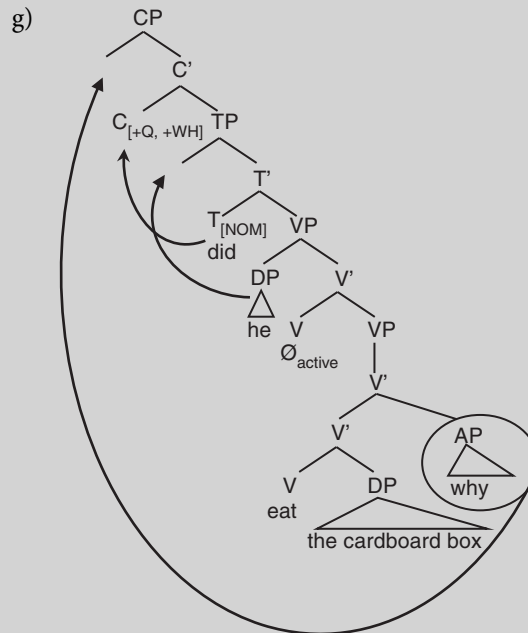 g)
CP
C'
C[+Q, +WH] TP
T'
T[NOM] VP
did
DP V'
he V VP
Øactive
V'
V' AP
why
V DP
eat
the cardboard box